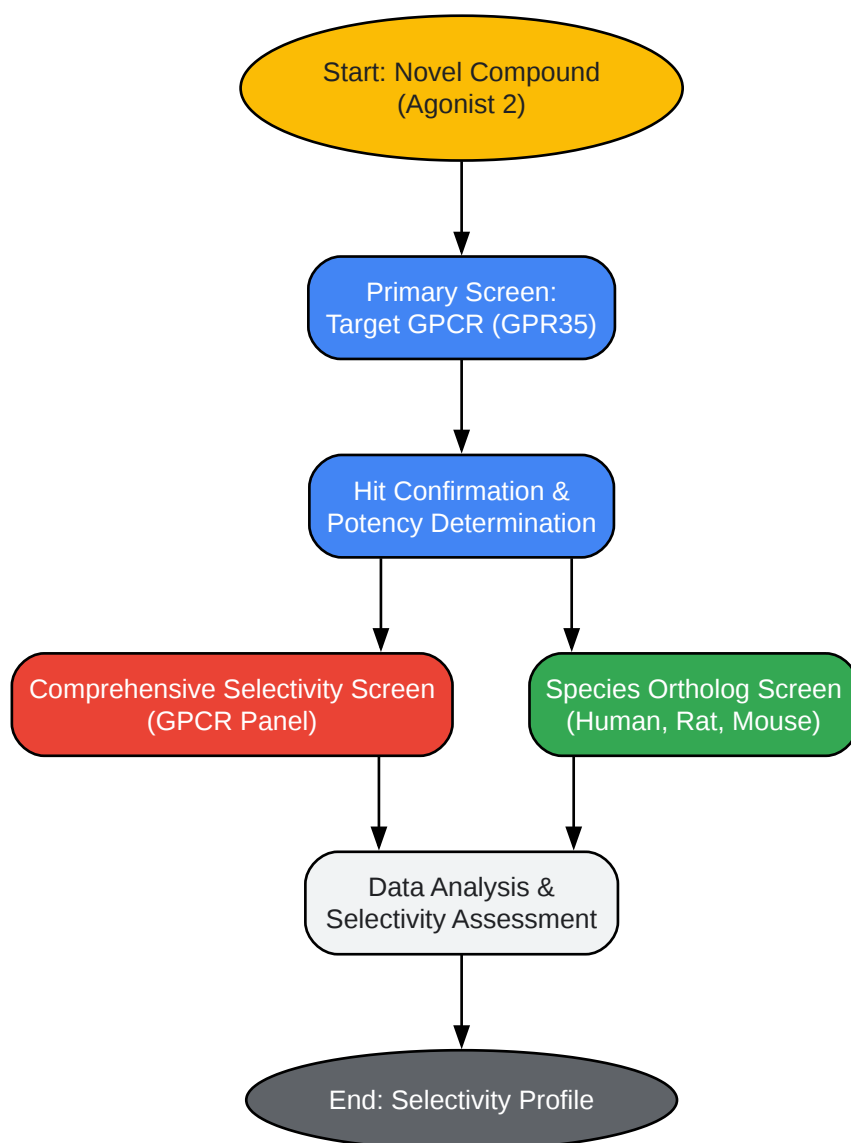 Start: Novel Compound
(Agonist 2)
Primary Screen:
Target GPCR (GPR35)
Hit Confirmation &
Potency Determination
Comprehensive Selectivity Screen
(GPCR Panel)
Species Ortholog Screen
(Human, Rat, Mouse)
Data Analysis &
Selectivity Assessment
End: Selectivity Profile